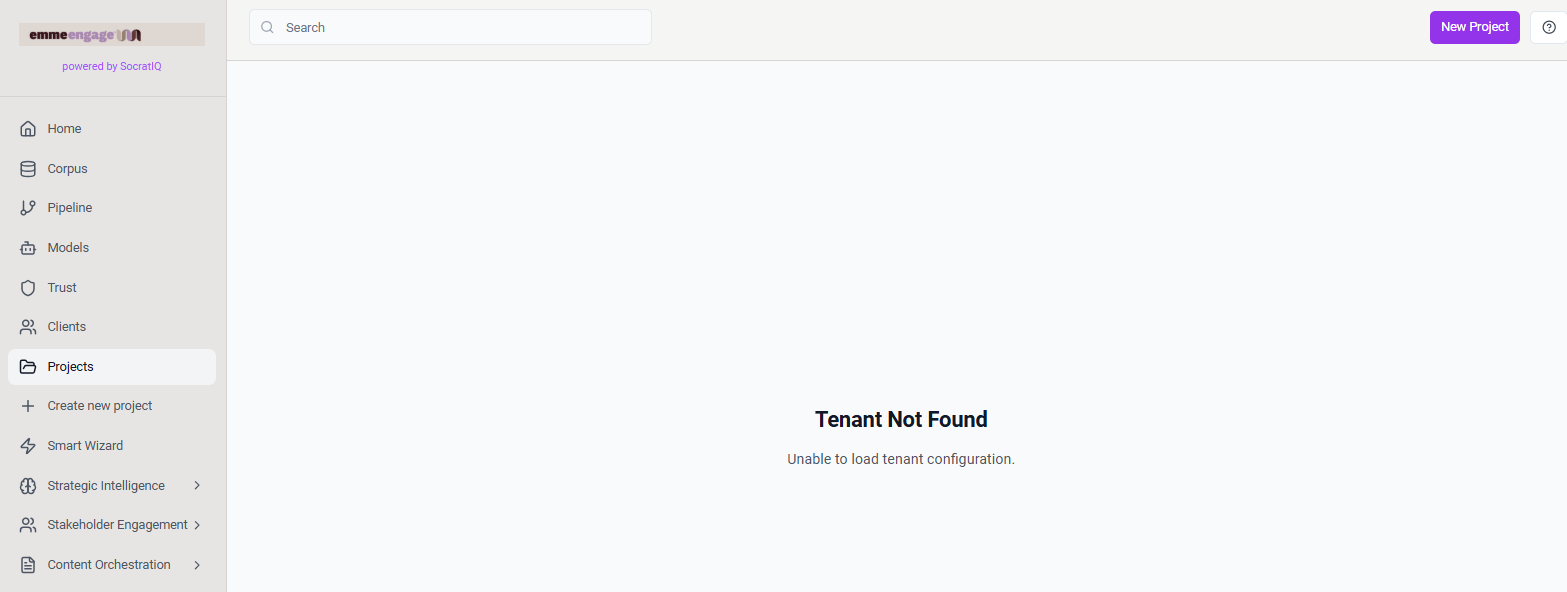 emmeengage
powered by SocratIQ
Search
New Project
Home
Corpus
Pipeline
Models
Trust
Clients
Projects
Create new project
Smart Wizard
Strategic Intelligence
Stakeholder Engagement
Content Orchestration
Tenant Not Found
Unable to load tenant configuration.